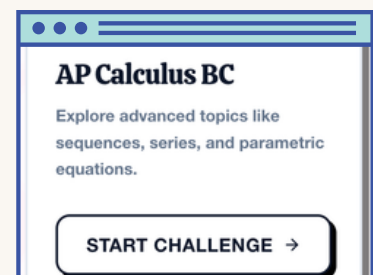 AP Calculus BC
Explore advanced topics like
sequences, series, and parametric
equations.
START CHALLENGE →